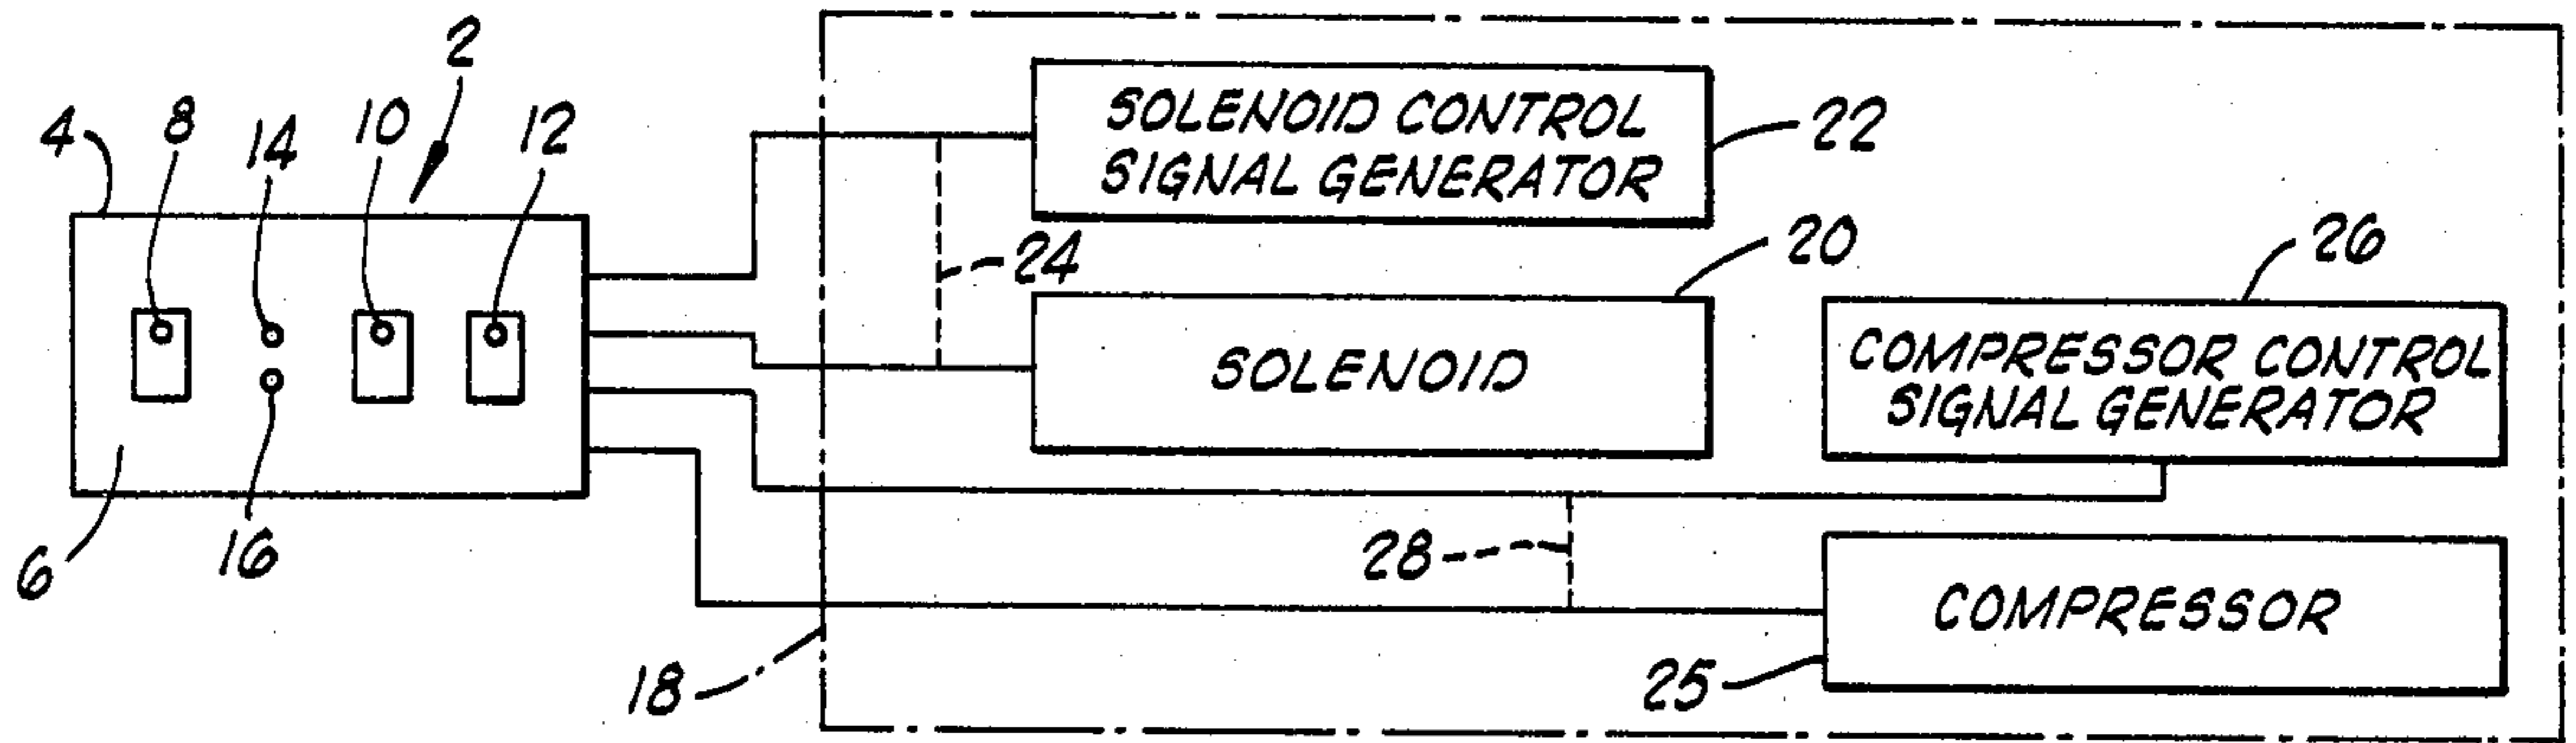 2
4
8
14
10
12
6
16
SOLENOID CONTROL
SIGNAL GENERATOR
22
24
20
SOLENOID
26
COMPRESSOR CONTROL
SIGNAL GENERATOR
28
COMPRESSOR
25
18